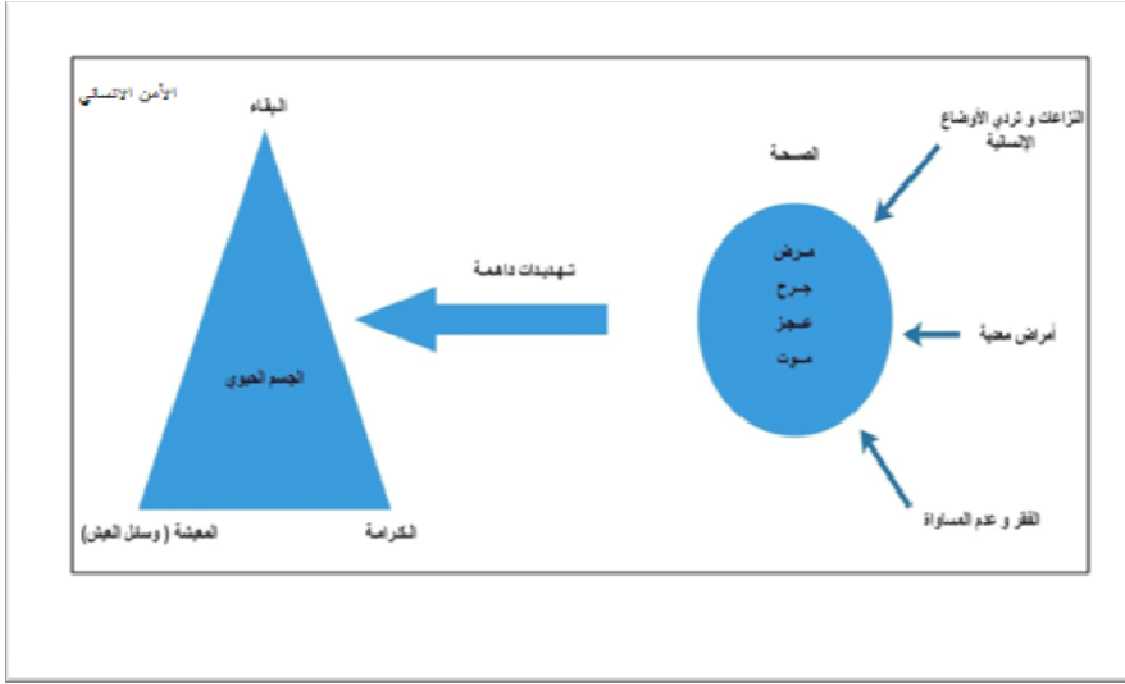 الأمن الانساني
البقاء
النزاعات و تردي الأوضاع
الإنسانية
الصحة
مرض
جرح
عجز
موت
تهديدات داهمة
أمراض معدية
الجسم الحيوي
الفقر و عدم المساواة
الكرامة
المعيشة ( وسائل العيش)